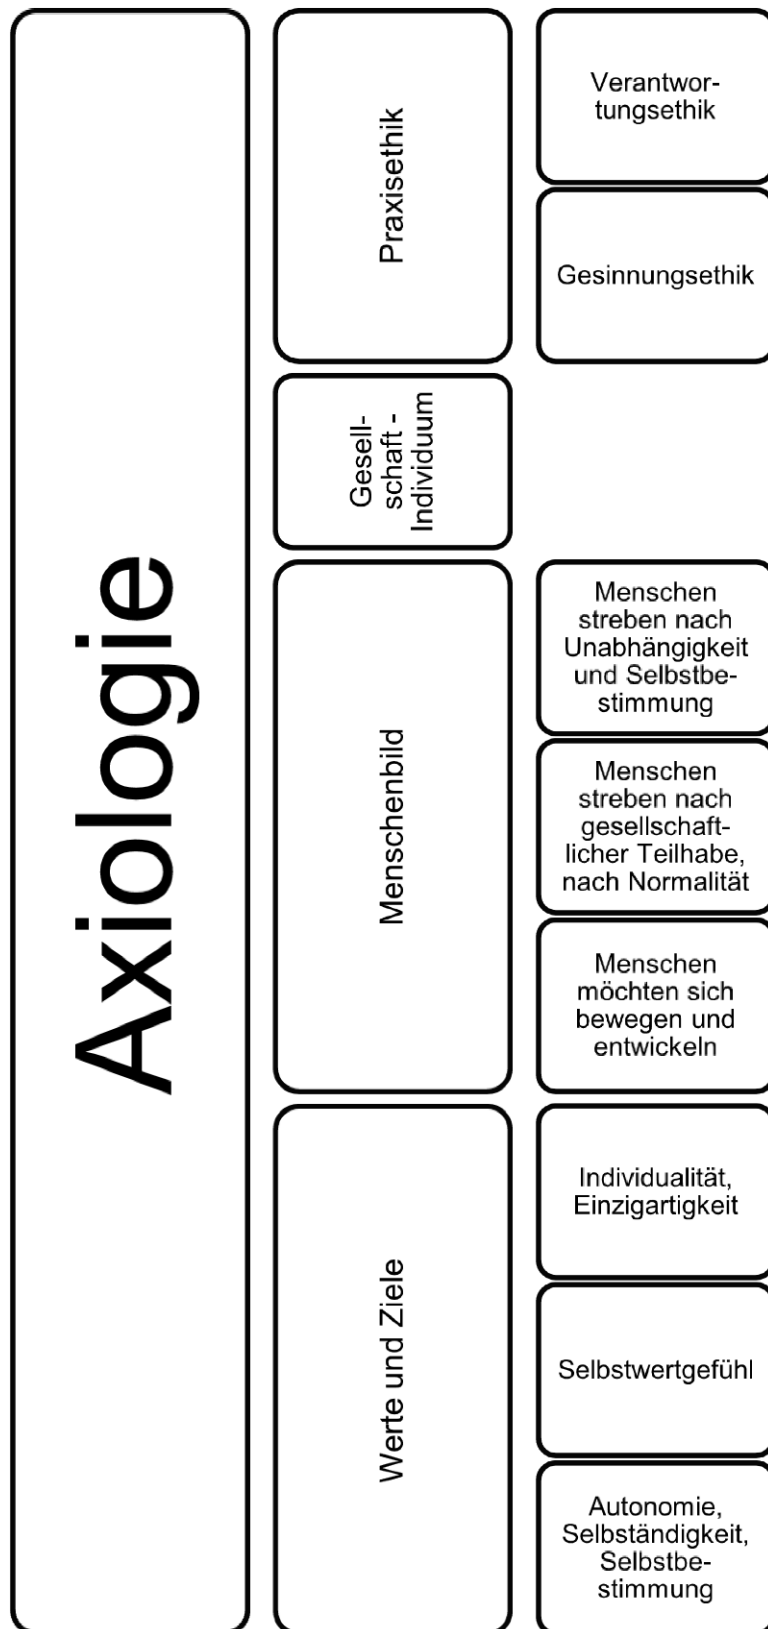 Axiologie
Praxisethik
Verantwor-
tungsethik
Gesinnungsethik
Gesell-
schaft -
Individuum
Menschenbild
Menschen
streben nach
Unabhängigkeit
und Selbstbe-
stimmung
Menschen
streben nach
gesellschaft-
licher Teilhabe,
nach Normalität
Menschen
möchten sich
bewegen und
entwickeln
Werte und Ziele
Individualität,
Einzigartigkeit
Selbstwertgefühl
Autonomie,
Selbständigkeit,
Selbstbe-
stimmung